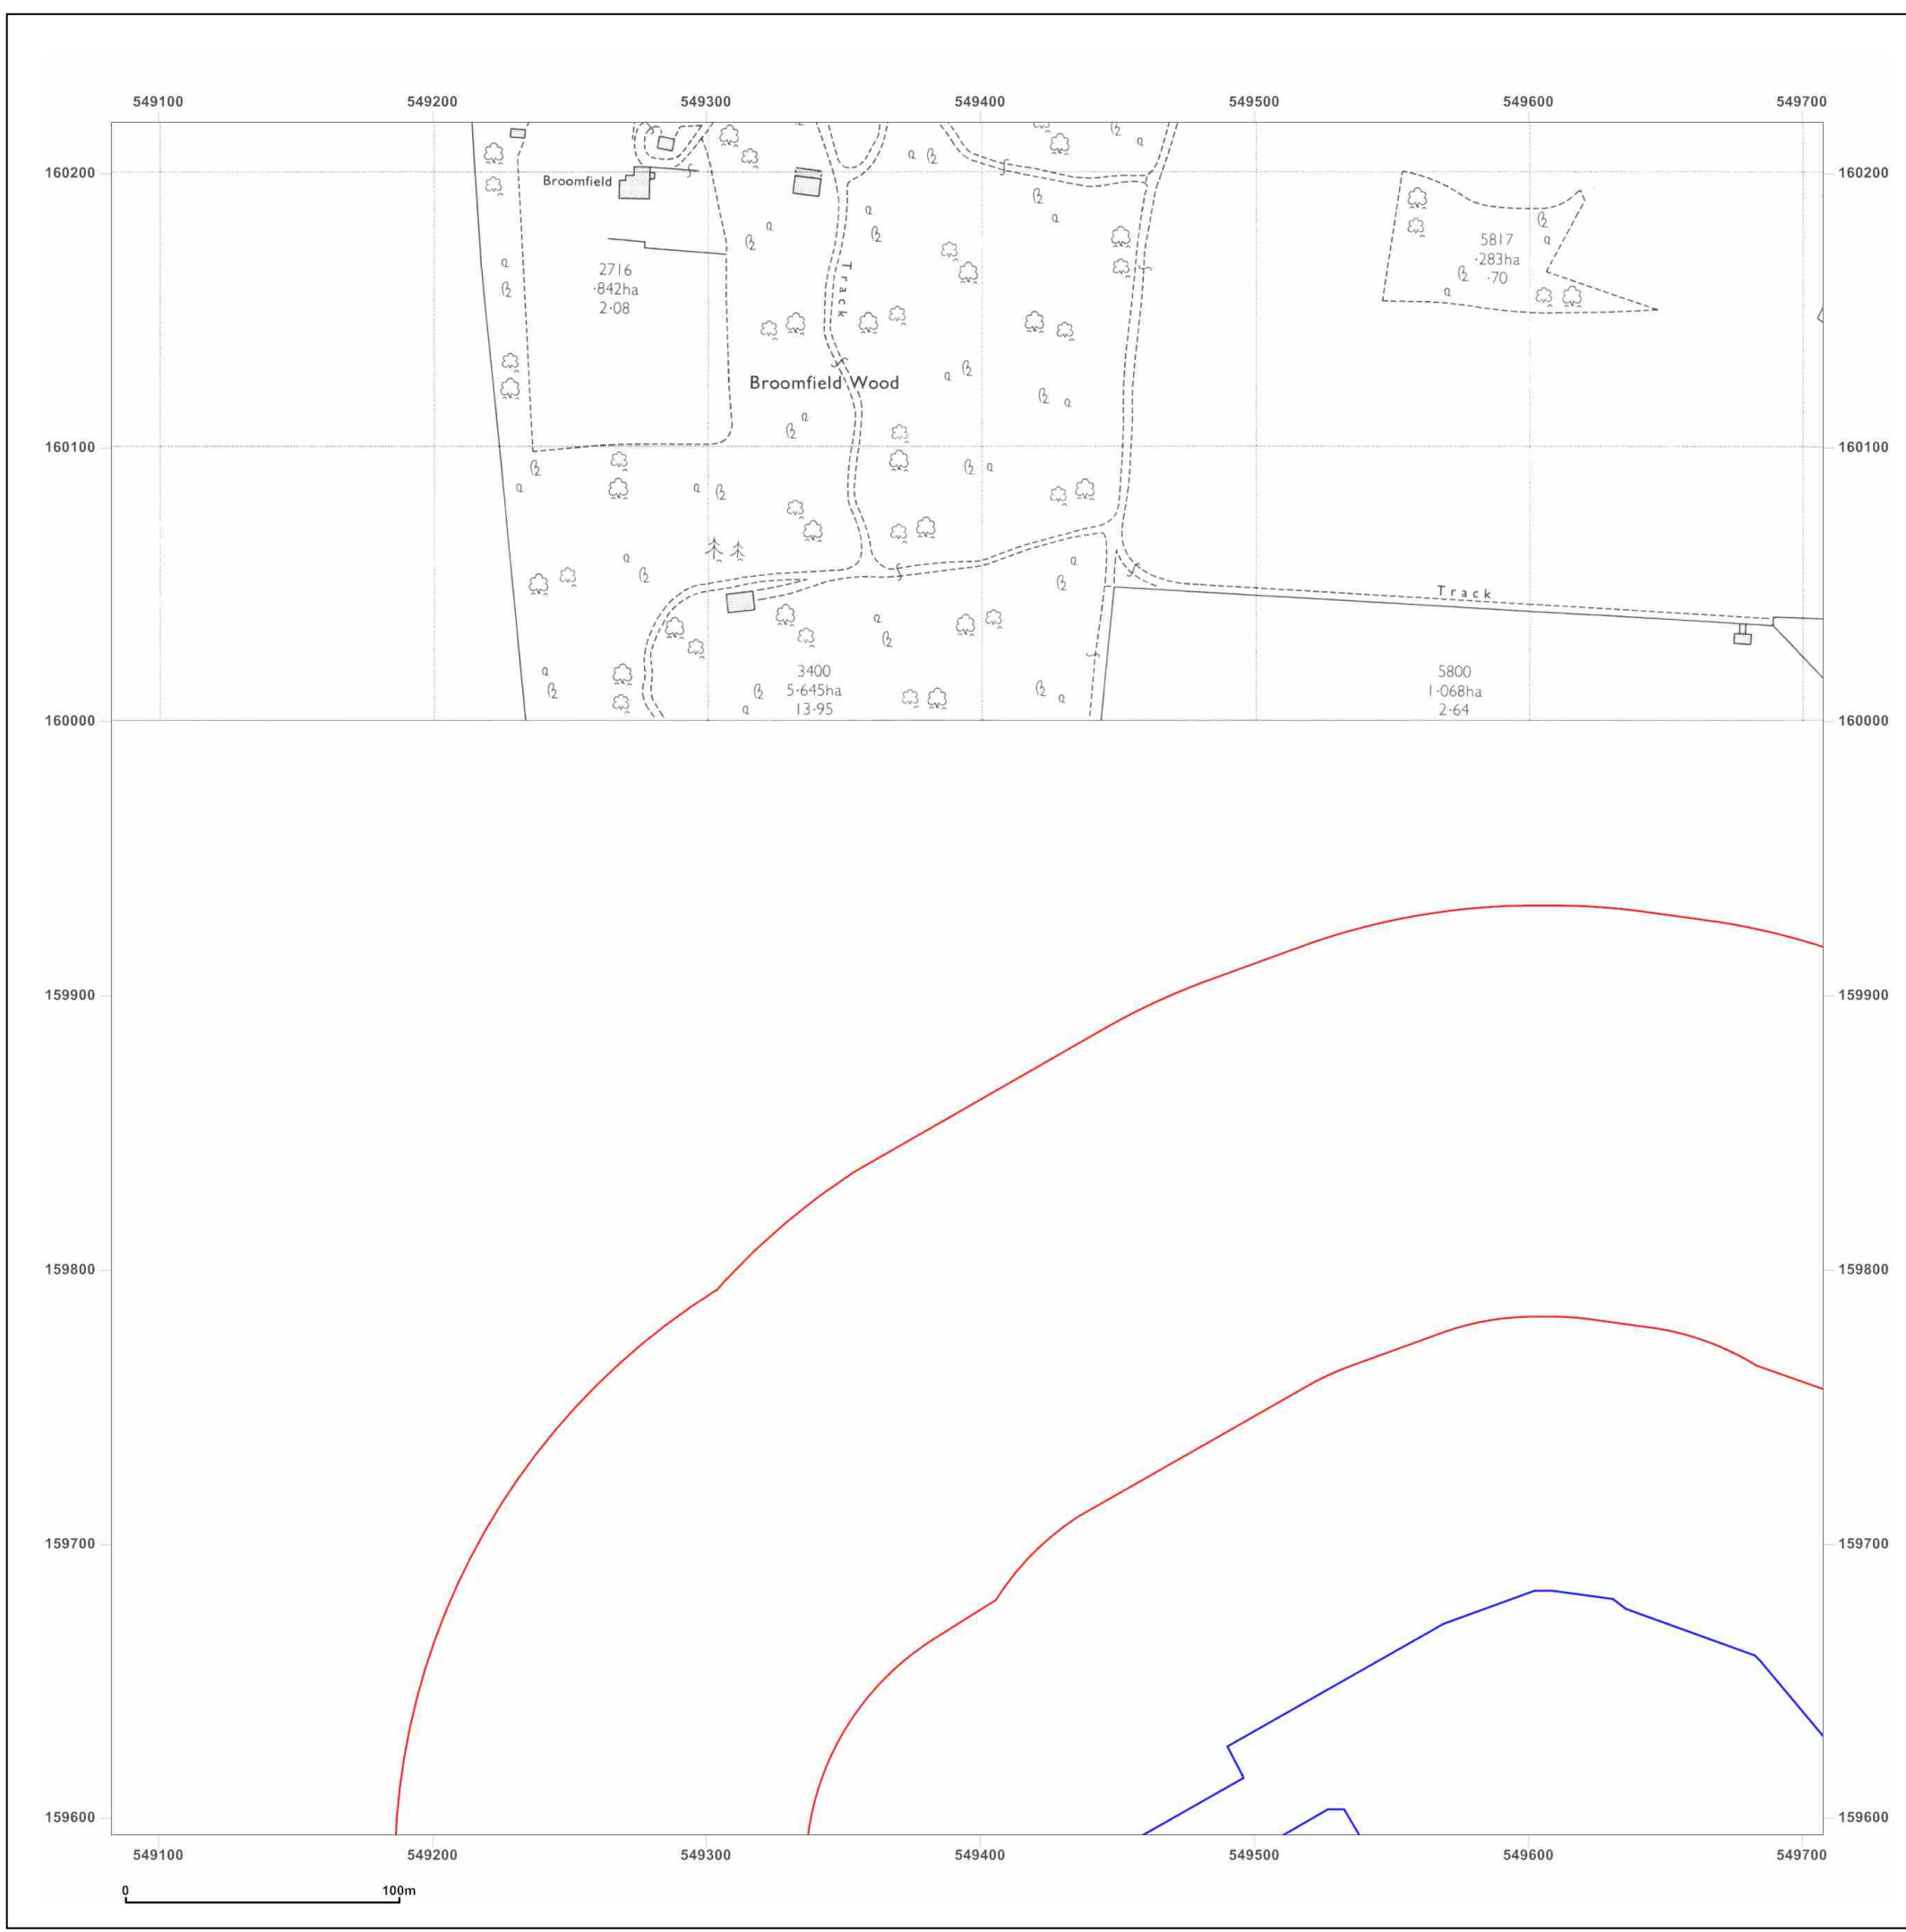 549100 549200 549300 549400 549500 549600 549700
160200 160200
Broomfield
5817
·283ha
·70
2716
·842ha
2·08
Track
Broomfield Wood
160100 160100
Track
3400
5·645ha
13·95
5800
1·068ha
2·64
160000 160000
159900 159900
159800 159800
159700 159700
159600 159600
549100 549200 549300 549400 549500 549600 549700
0 100m